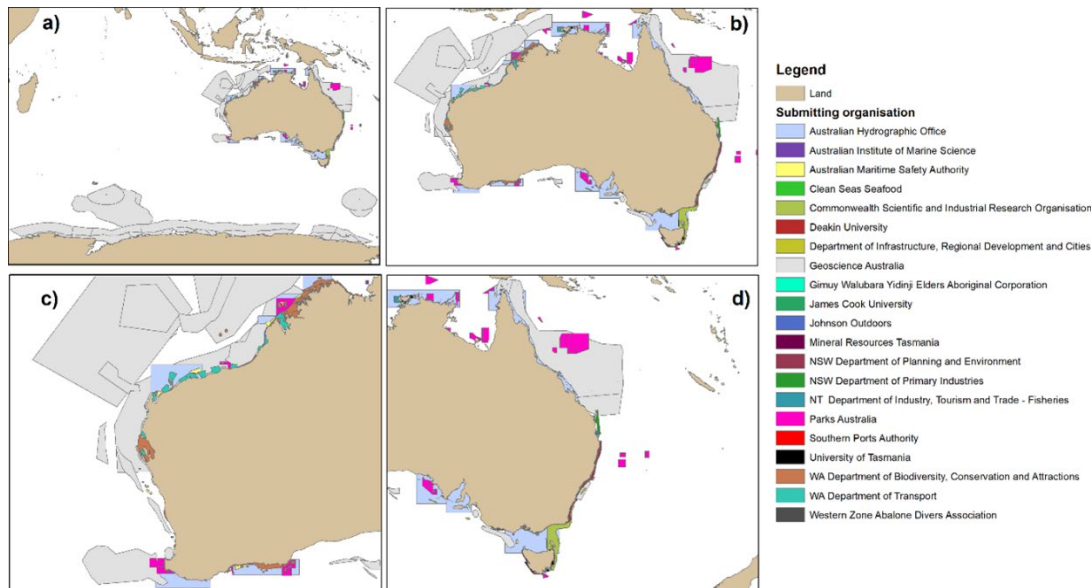 a)
b)
c)
d)
Legend
Land
Submitting organisation
Australian Hydrographic Office
Australian Institute of Marine Science
Australian Maritime Safety Authority
Clean Seas Seafood
Commonwealth Scientific and Industrial Research Organisation
Deakin University
Department of Infrastructure, Regional Development and Cities
Geoscience Australia
Gimuy Walubara Yidinji Elders Aboriginal Corporation
James Cook University
Johnson Outdoors
Mineral Resources Tasmania
NSW Department of Planning and Environment
NSW Department of Primary Industries
NT Department of Industry, Tourism and Trade - Fisheries
Parks Australia
Southern Ports Authority
University of Tasmania
WA Department of Biodiversity, Conservation and Attractions
WA Department of Transport
Western Zone Abalone Divers Association